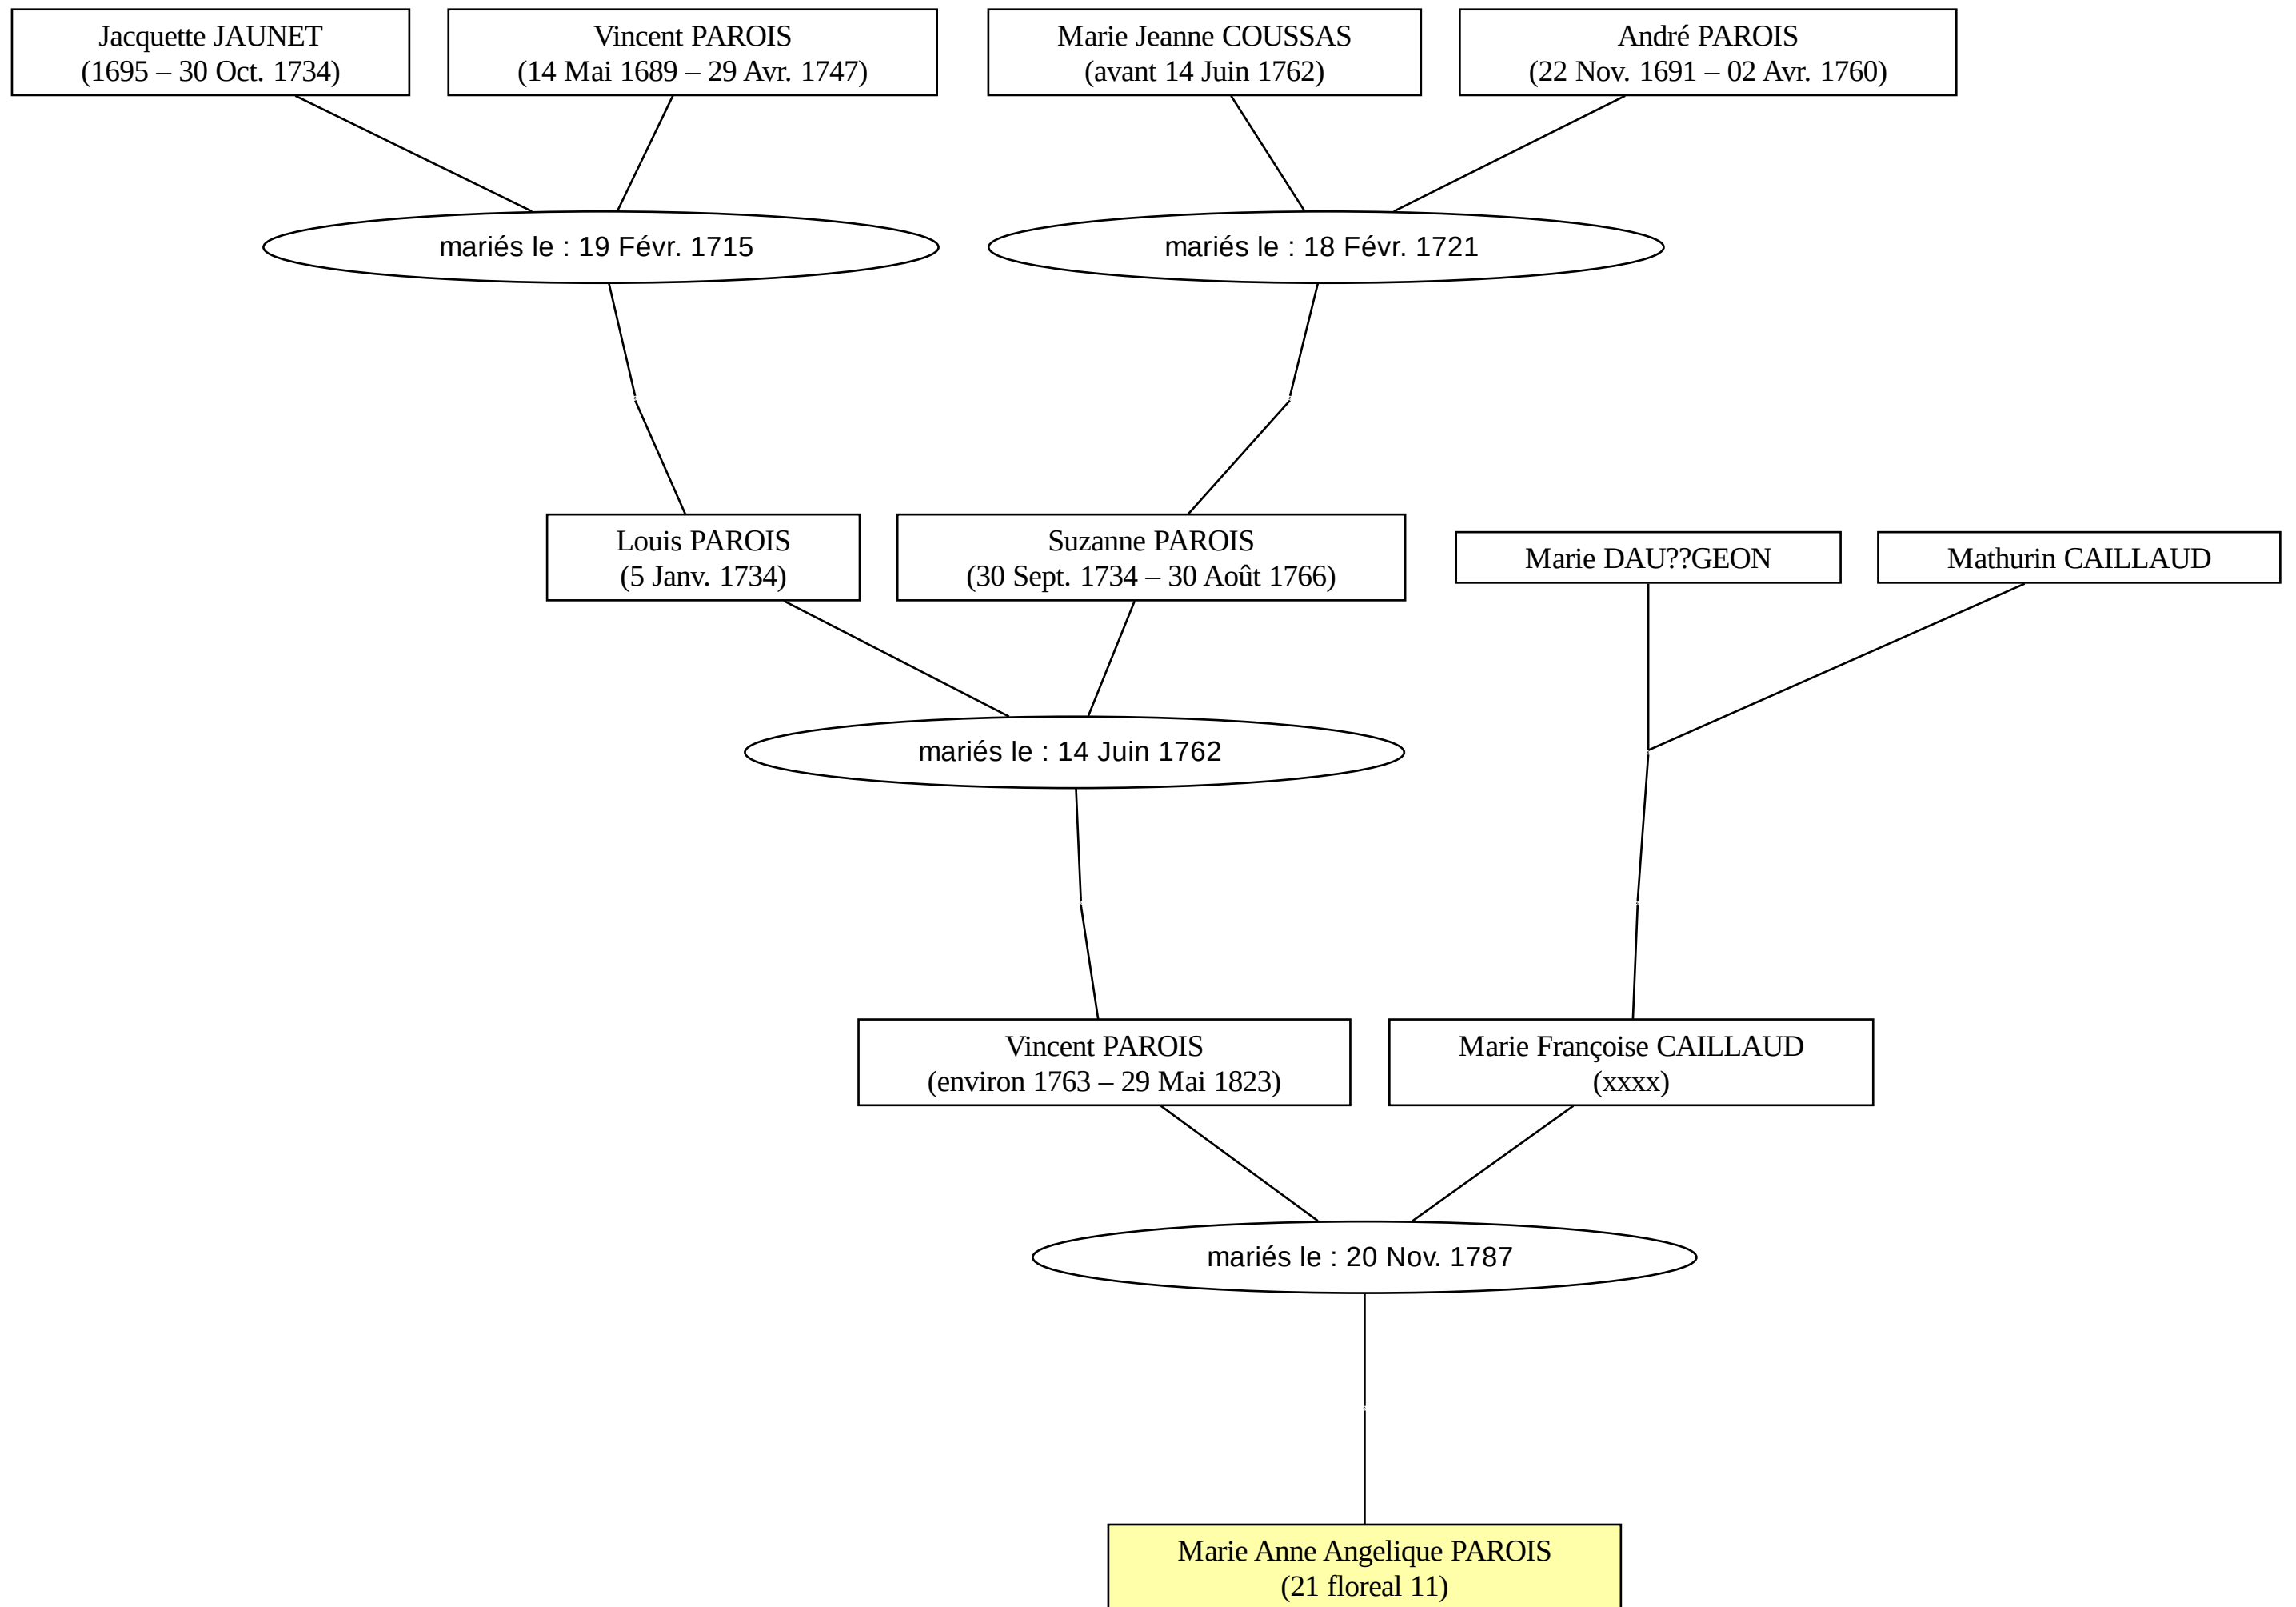 Jacquette JAUNET
(1695 – 30 Oct. 1734)
Vincent PAROIS
(14 Mai 1689 – 29 Avr. 1747)
Marie Jeanne COUSSAS
(avant 14 Juin 1762)
André PAROIS
(22 Nov. 1691 – 02 Avr. 1760)
mariés le : 19 Févr. 1715
mariés le : 18 Févr. 1721
Louis PAROIS
(5 Janv. 1734)
Suzanne PAROIS
(30 Sept. 1734 – 30 Août 1766)
Marie DAU??GEON
Mathurin CAILLAUD
mariés le : 14 Juin 1762
Vincent PAROIS
(environ 1763 – 29 Mai 1823)
Marie Françoise CAILLAUD
(xxxx)
mariés le : 20 Nov. 1787
Marie Anne Angelique PAROIS
(21 floreal 11)